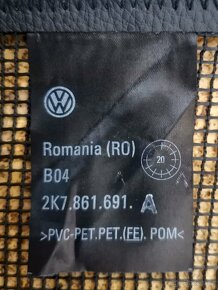 Romania (RO)
20
B04
2K7.861.691. A
>PVC-PET.PET.(FE). POM<